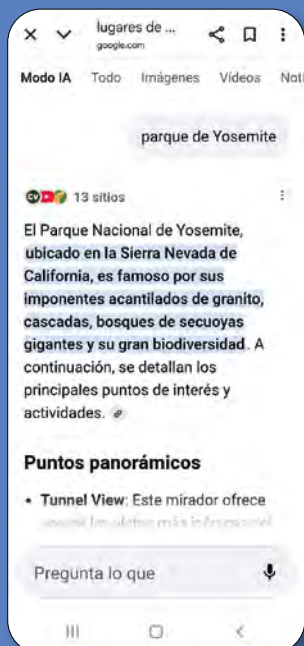 lugares de ...
google.com
Modo IA Todo Imágenes Vídeos Noti
parque de Yosemite
13 sitios
El Parque Nacional de Yosemite,
ubicado en la Sierra Nevada de
California, es famoso por sus
imponentes acantilados de granito,
cascadas, bosques de secuoyas
gigantes y su gran biodiversidad. A
continuación, se detallan los
principales puntos de interés y
actividades.
Puntos panorámicos
• Tunnel View: Este mirador ofrece
Pregunta lo que